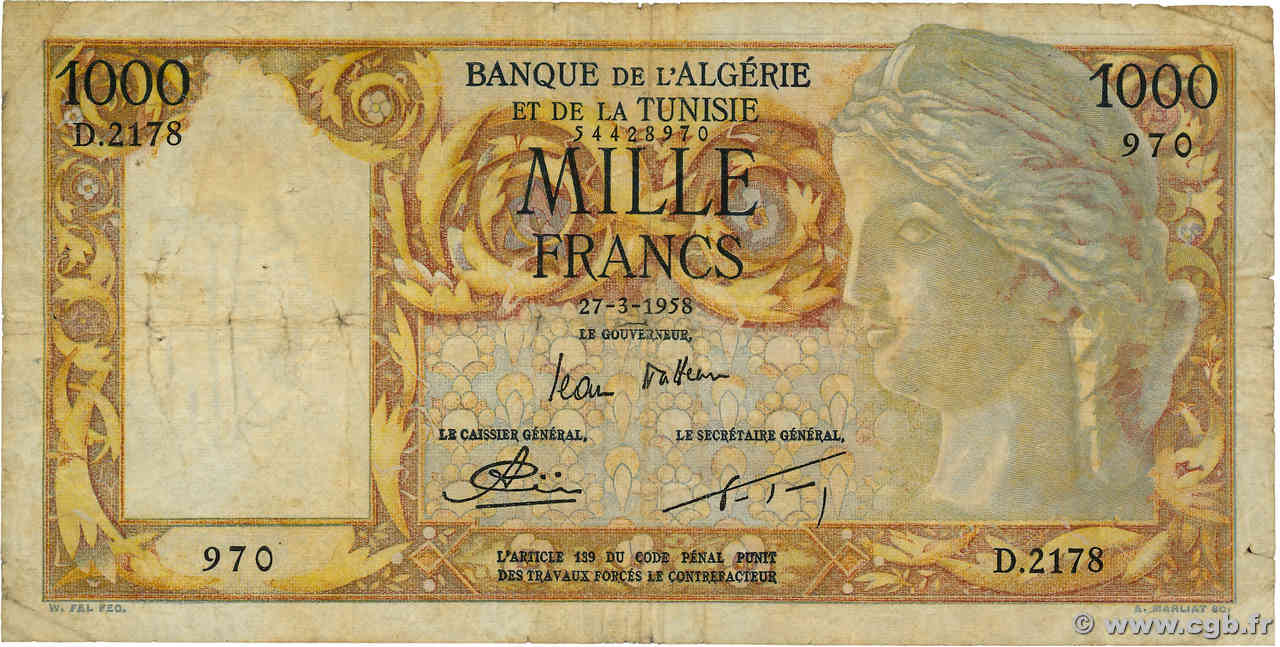 1000
D.2178
BANQUE DE L'ALGÉRIE
ET DE LA TUNISIE
54428970
1000
970
MILLE
FRANCS
27-3-1958
LE GOUVERNEUR,
LE CAISSIER GÉNÉRAL,
LE SECRÉTAIRE GÉNÉRAL,
970
L'ARTICLE 139 DU CODE PÉNAL PUNIT
DES TRAVAUX FORCÉS LE CONTREFACTEUR
D.2178
W. FEL FEC.
A. MARLIAT SC.
© www.cgb.fr